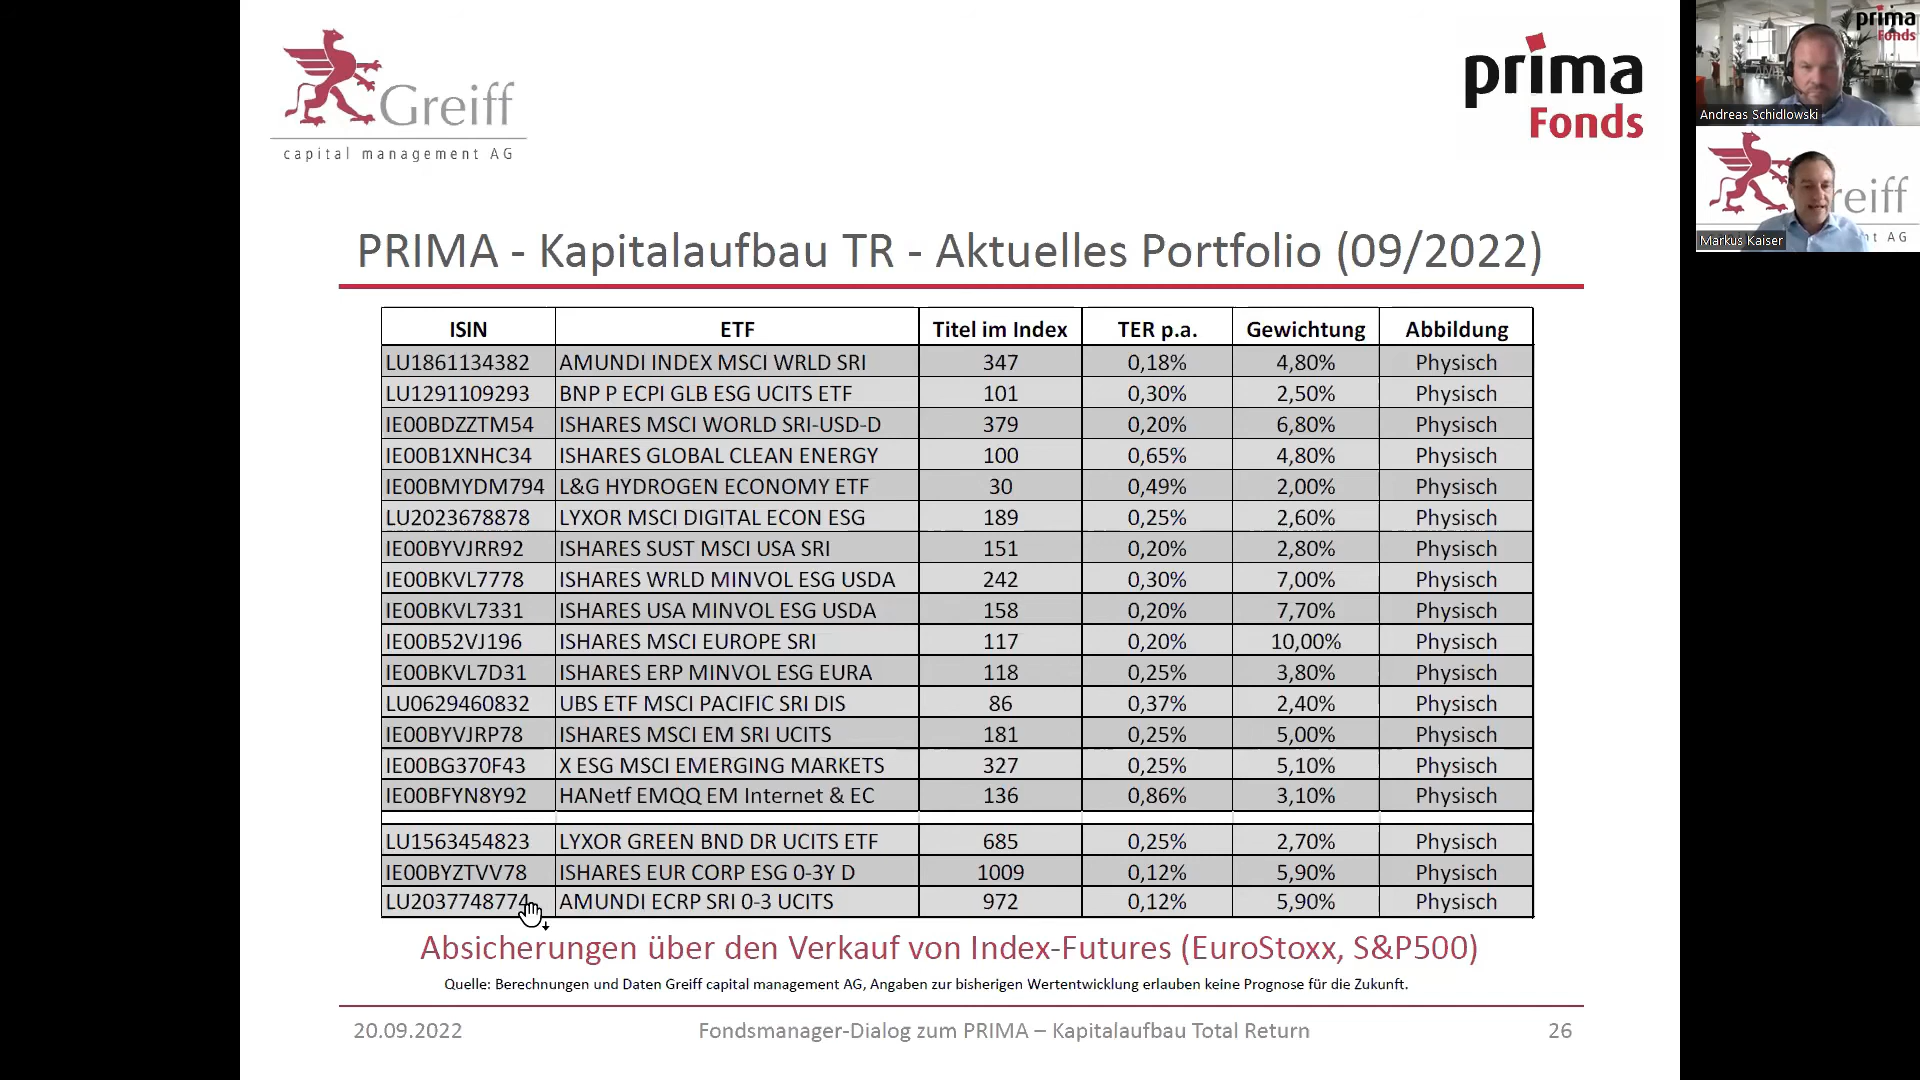 Greiff
capital management AG
prima
Fonds
PRIMA - Kapitalaufbau TR - Aktuelles Portfolio (09/2022)
ISIN ETF Titel im Index TER p.a. Gewichtung Abbildung
LU1861134382 AMUNDI INDEX MSCI WRLD SRI 347 0,18% 4,80% Physisch
LU1291109293 BNP P ECPI GLB ESG UCITS ETF 101 0,30% 2,50% Physisch
IE00BDZZTM54 ISHARES MSCI WORLD SRI-USD-D 379 0,20% 6,80% Physisch
IE00B1XNHC34 ISHARES GLOBAL CLEAN ENERGY 100 0,65% 4,80% Physisch
IE00BMYDM794 L&G HYDROGEN ECONOMY ETF 30 0,49% 2,00% Physisch
LU2023678878 LYXOR MSCI DIGITAL ECON ESG 189 0,25% 2,60% Physisch
IE00BYVJRR92 ISHARES SUST MSCI USA SRI 151 0,20% 2,80% Physisch
IE00BKVL7778 ISHARES WRLD MINVOL ESG USDA 242 0,30% 7,00% Physisch
IE00BKVL7331 ISHARES USA MINVOL ESG USDA 158 0,20% 7,70% Physisch
IE00B52VJ196 ISHARES MSCI EUROPE SRI 117 0,20% 10,00% Physisch
IE00BKVL7D31 ISHARES ERP MINVOL ESG EURA 118 0,25% 3,80% Physisch
LU0629460832 UBS ETF MSCI PACIFIC SRI DIS 86 0,37% 2,40% Physisch
IE00BYVJRP78 ISHARES MSCI EM SRI UCITS 181 0,25% 5,00% Physisch
IE00BG370F43 X ESG MSCI EMERGING MARKETS 327 0,25% 5,10% Physisch
IE00BFYN8Y92 HANetf EMQQ EM Internet & EC 136 0,86% 3,10% Physisch
LU1563454823 LYXOR GREEN BND DR UCITS ETF 685 0,25% 2,70% Physisch
IE00BYZTVV78 ISHARES EUR CORP ESG 0-3Y D 1009 0,12% 5,90% Physisch
LU2037748774 AMUNDI ECRP SRI 0-3 UCITS 972 0,12% 5,90% Physisch
Absicherungen über den Verkauf von Index-Futures (EuroStoxx, S&P500)
Quelle: Berechnungen und Daten Greiff capital management AG, Angaben zur bisherigen Wertentwicklung erlauben keine Prognose für die Zukunft.
20.09.2022 Fondsmanager-Dialog zum PRIMA – Kapitalaufbau Total Return 26
prima
Fonds
Andreas Schidlowski
reiff
nt AG
Markus Kaiser